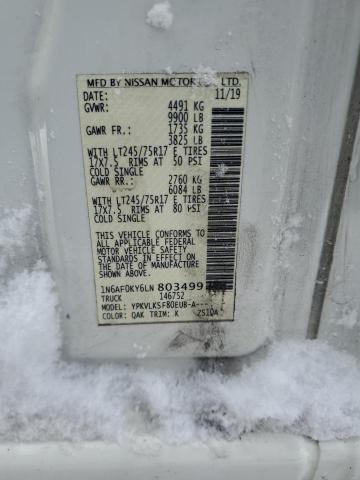 MFD BY NISSAN MOTOR LTD.
DATE: 11/19
GVWR: 4491 KG
9900 LB
GAWR FR.: 1735 KG
3825 LB
WITH LT245/75R17 E TIRES
17X7.5 RIMS AT 50 PSI
COLD SINGLE
GAWR RR.: 2760 KG
6084 LB
WITH LT245/75R17 E TIRES
17X7.5 RIMS AT 80 PSI
COLD SINGLE
THIS VEHICLE CONFORMS TO ALL
APPLICABLE FEDERAL MOTOR VEHICLE
SAFETY STANDARDS IN EFFECT ON THE
DATE OF MANUFACTURE SHOWN ABOVE.
1N6AF0KY6LN 803499
TRUCK 146752
MODEL: YPKVLK5F80EUB-A---
COLOR: QAK TRIM: K